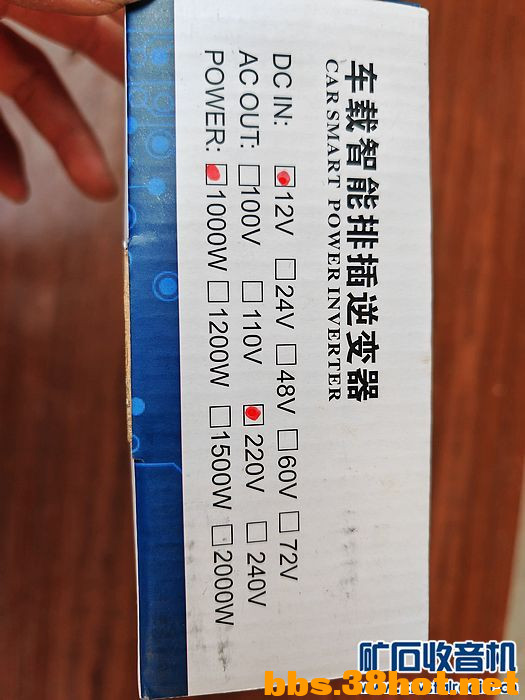 车载智能排插逆变器
CAR SMART POWER INVERTER
DC IN: 12V 24V 48V 60V 72V
AC OUT: 100V 110V 220V 240V
POWER: 1000W 1200W 1500W 2000W
矿石收音机
bbs.38hot.net